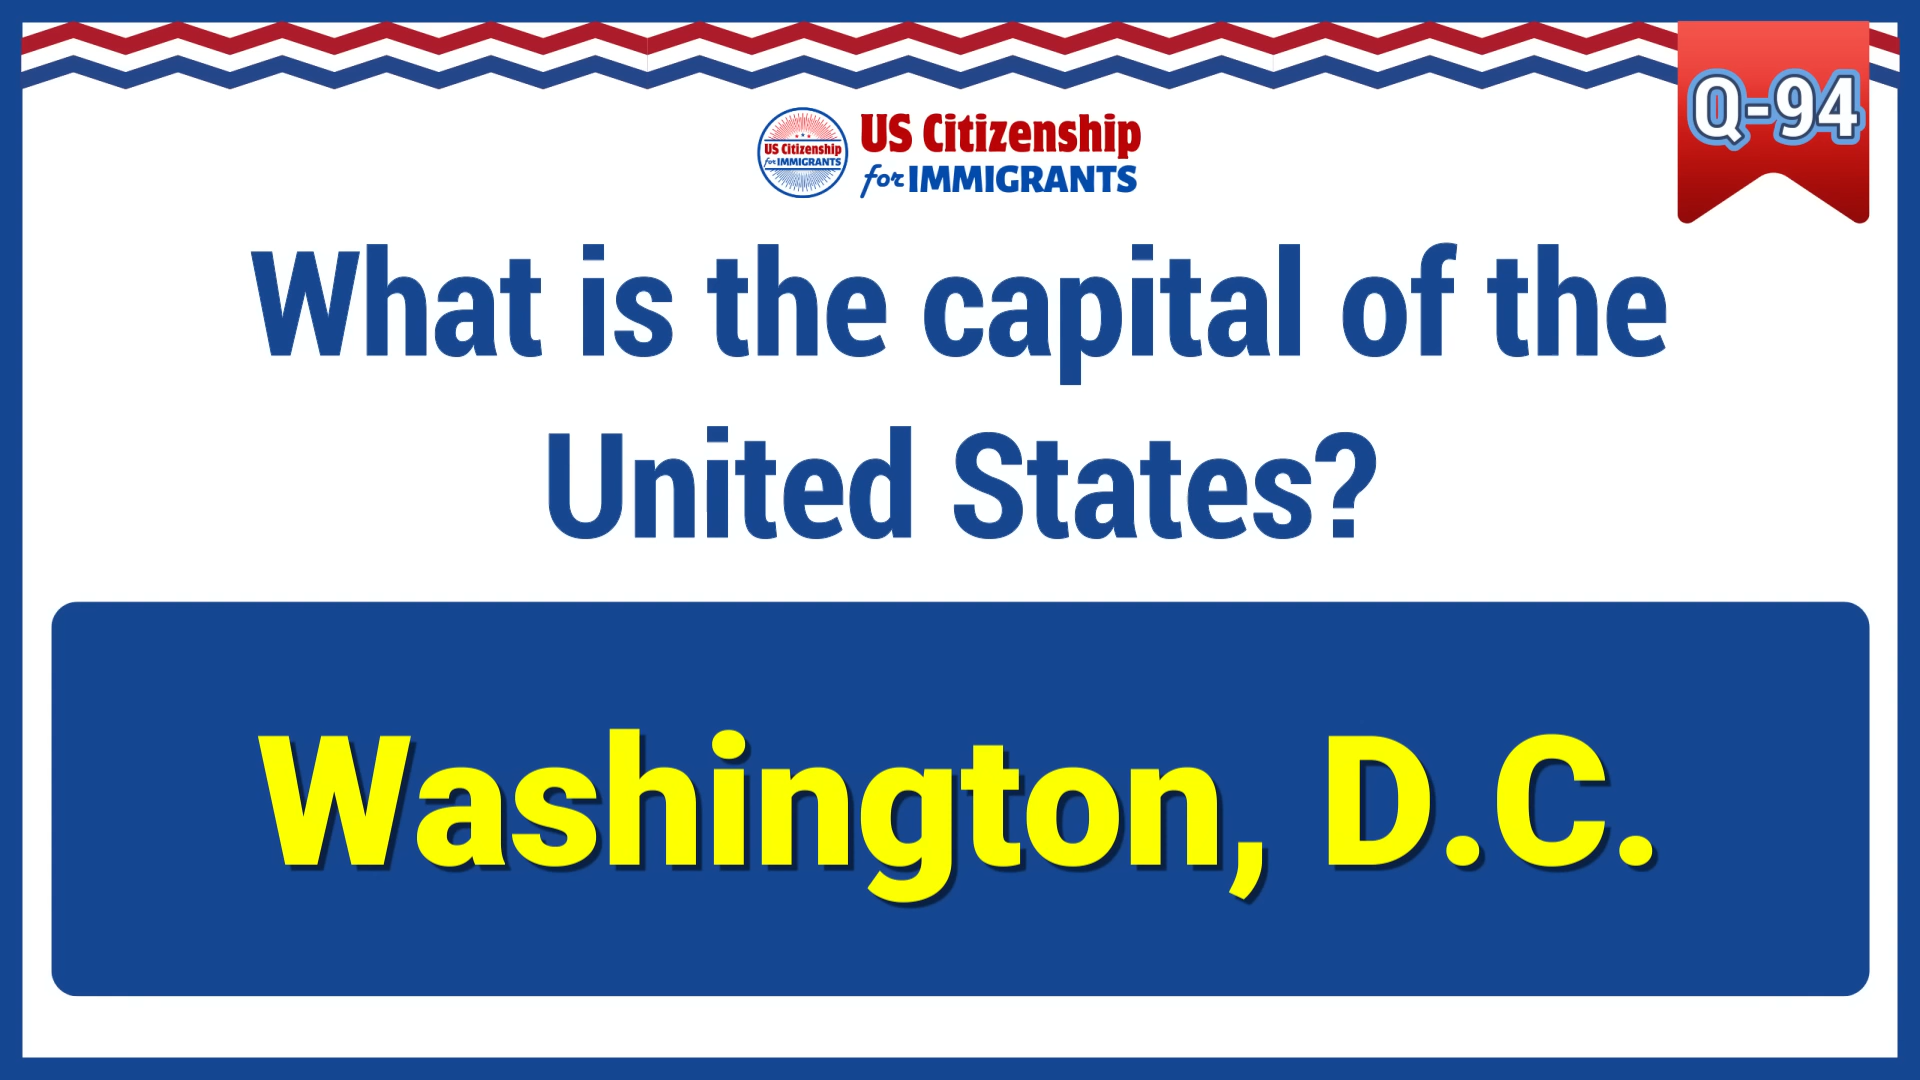 Q-94
US Citizenship
for IMMIGRANTS
US Citizenship
for IMMIGRANTS
What is the capital of the
United States?
Washington, D.C.